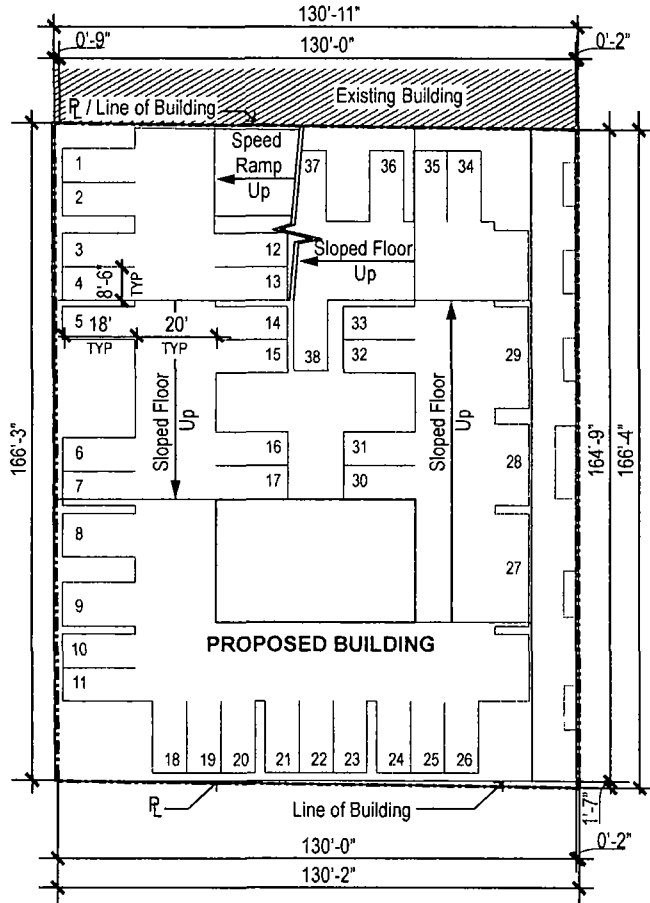 130'-11"
0'-9" 130'-0" 0'-2"
Existing Building
PL / Line of Building
Speed
Ramp
Up
37 36 35 34
1
2
3
4
8'-6"
TYP
12
13
Sloped Floor
Up
5 18' 20'
TYP TYP
14
15
33
32
38
29
Sloped Floor
Up
Sloped Floor
Up
6
7
16
17
31
30
28
166'-3"
164'-9"
166'-4"
8
9
27
10
11
PROPOSED BUILDING
18 19 20 21 22 23 24 25 26
PL
Line of Building
1'-7"
0'-2"
130'-0"
130'-2"